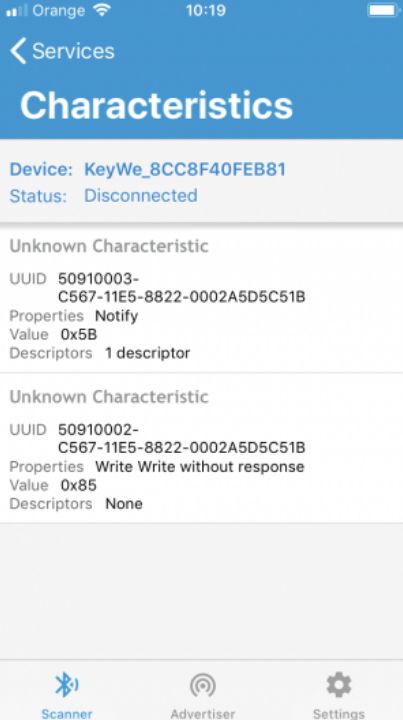 Orange 10:19
Services
Characteristics
Device: KeyWe_8CC8F40FEB81
Status: Disconnected
Unknown Characteristic
UUID 50910003-
C567-11E5-8822-0002A5D5C51B
Properties Notify
Value 0x5B
Descriptors 1 descriptor
Unknown Characteristic
UUID 50910002-
C567-11E5-8822-0002A5D5C51B
Properties Write Write without response
Value 0x85
Descriptors None
Scanner Advertiser Settings